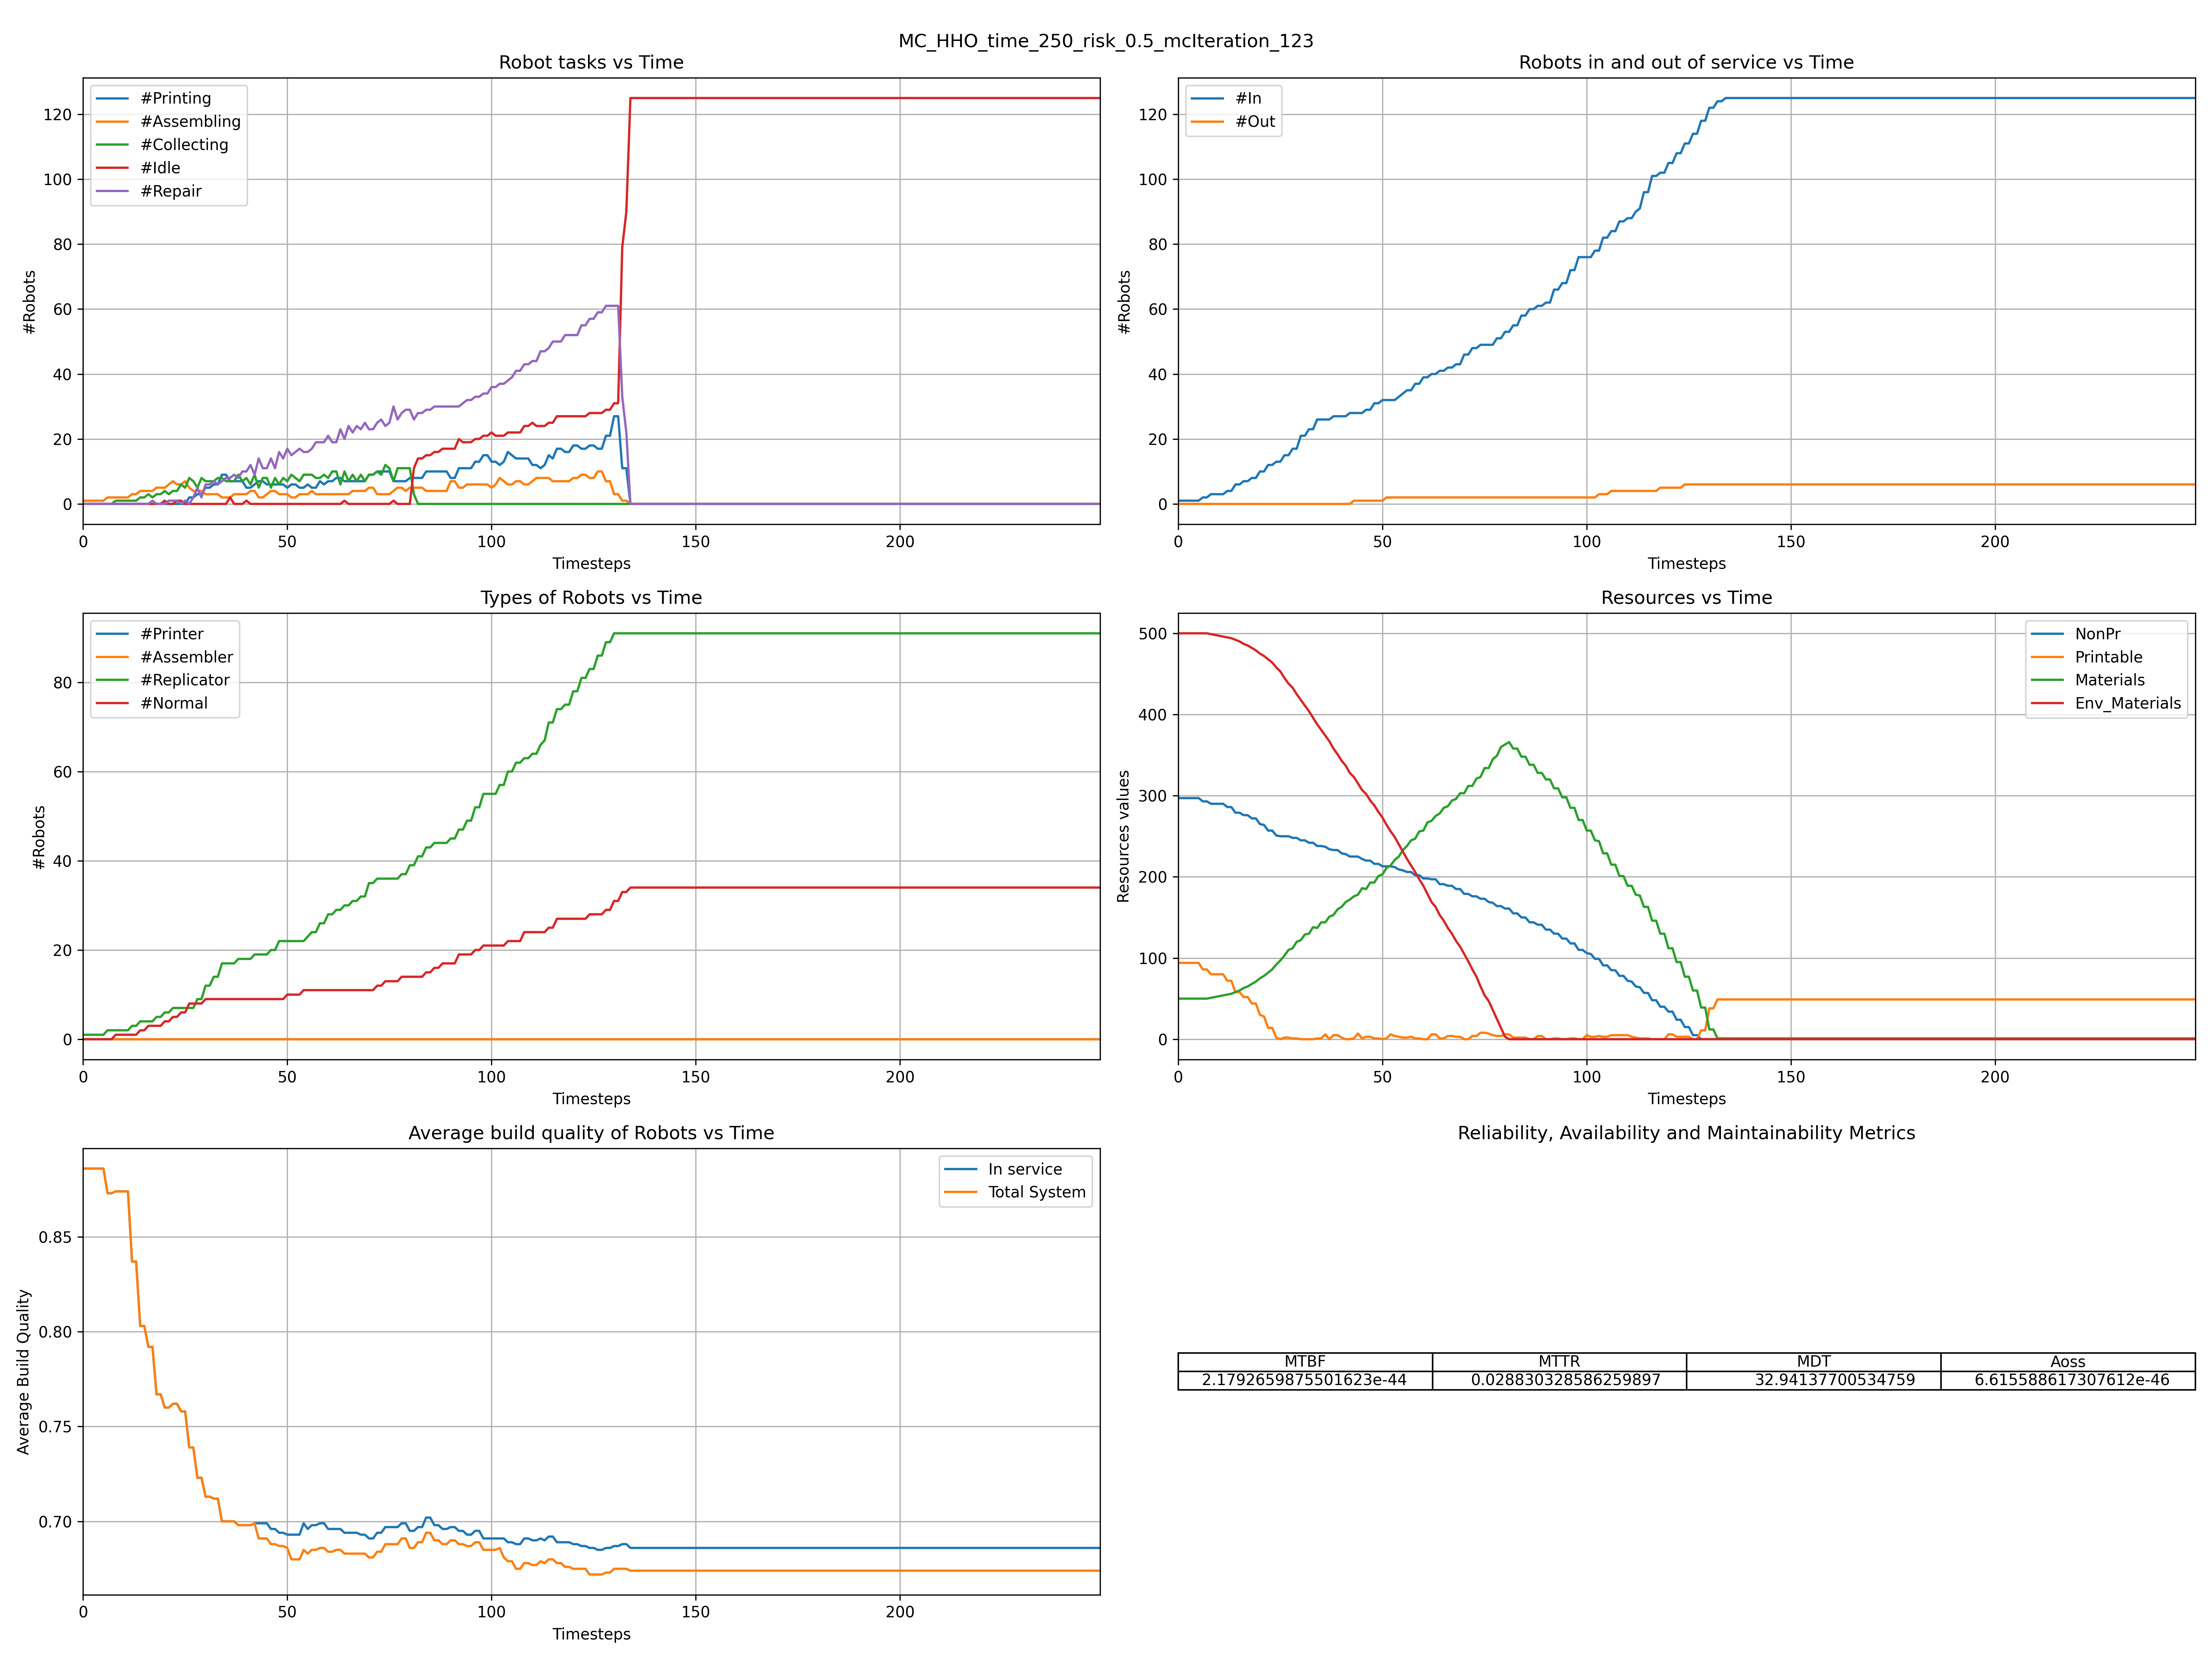 MC_HHO_time_250_risk_0.5_mcIteration_123
Robot tasks vs Time
#Printing
#Assembling
#Collecting
#Idle
#Repair
120
100
80
60
40
20
0
#Robots
0 50 100 150 200
Timesteps
Robots in and out of service vs Time
#In
#Out
120
100
80
60
40
20
0
#Robots
0 50 100 150 200
Timesteps
Types of Robots vs Time
#Printer
#Assembler
#Replicator
#Normal
80
60
40
20
0
#Robots
0 50 100 150 200
Timesteps
Resources vs Time
NonPr
Printable
Materials
Env_Materials
500
400
300
200
100
0
Resources values
0 50 100 150 200
Timesteps
Average build quality of Robots vs Time
In service
Total System
0.85
0.80
0.75
0.70
Average Build Quality
0 50 100 150 200
Timesteps
Reliability, Availability and Maintainability Metrics
MTBF MTTR MDT Aoss
2.1792659875501623e-44 0.028830328586259897 32.94137700534759 6.615588617307612e-46